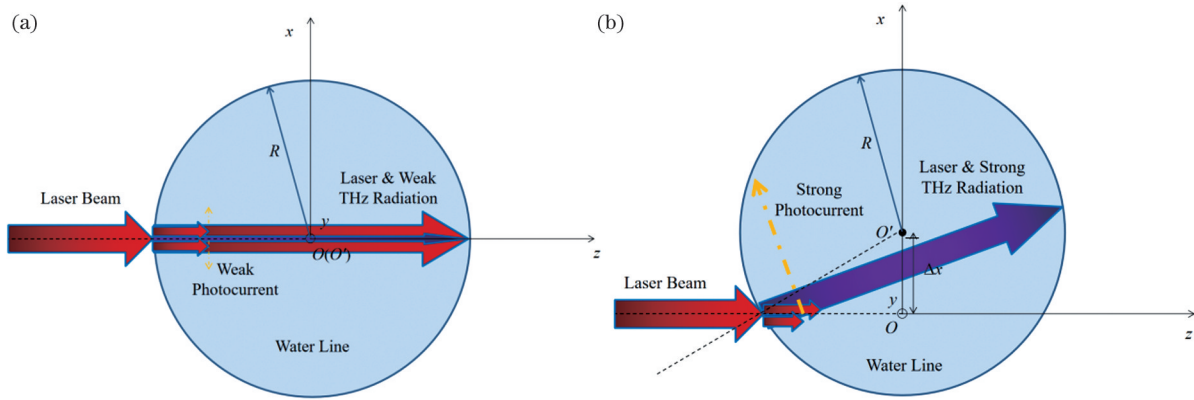 (a)
x
R
Laser Beam
Laser & Weak
THz Radiation
y
O(O′)
z
Weak
Photocurrent
Water Line
(b)
x
R
Strong
Photocurrent
Laser & Strong
THz Radiation
O′
Δx
Laser Beam
y
O
z
Water Line